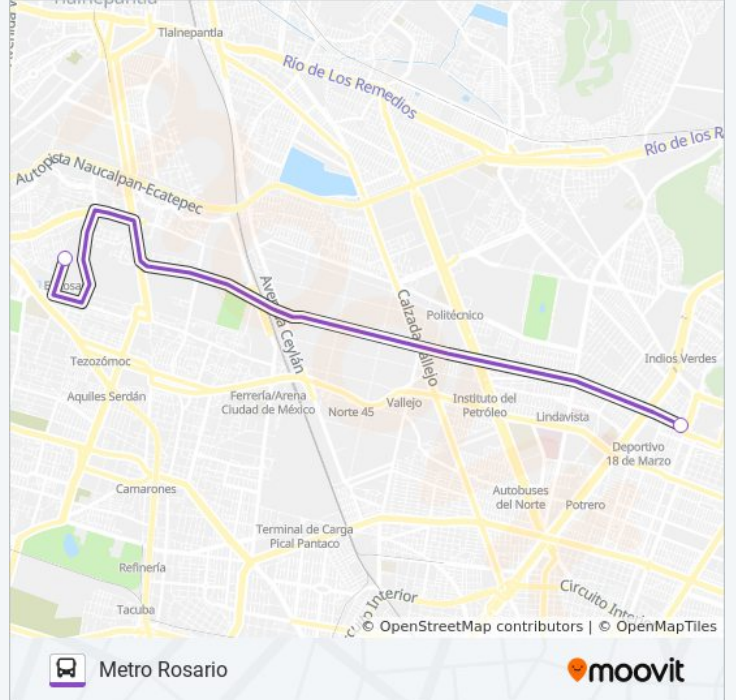 Tlalnepantla
Tlalnepantla
Río de Los Remedios
Río de los R
Autopista Naucalpan-Ecatepec
Avenida Ceylán
Calzada Vallejo
Politécnico
Indios Verdes
Tezozómoc
Aquiles Serdán
Ferrería/Arena
Ciudad de México
Norte 45
Vallejo
Instituto del
Petróleo
Lindavista
Deportivo
18 de Marzo
Camarones
Autobuses
del Norte
Potrero
Terminal de Carga
Pical Pantaco
Refinería
Tacuba
Interior
Circuito Inte
© OpenStreetMap contributors | © OpenMapTiles
Metro Rosario
moovit